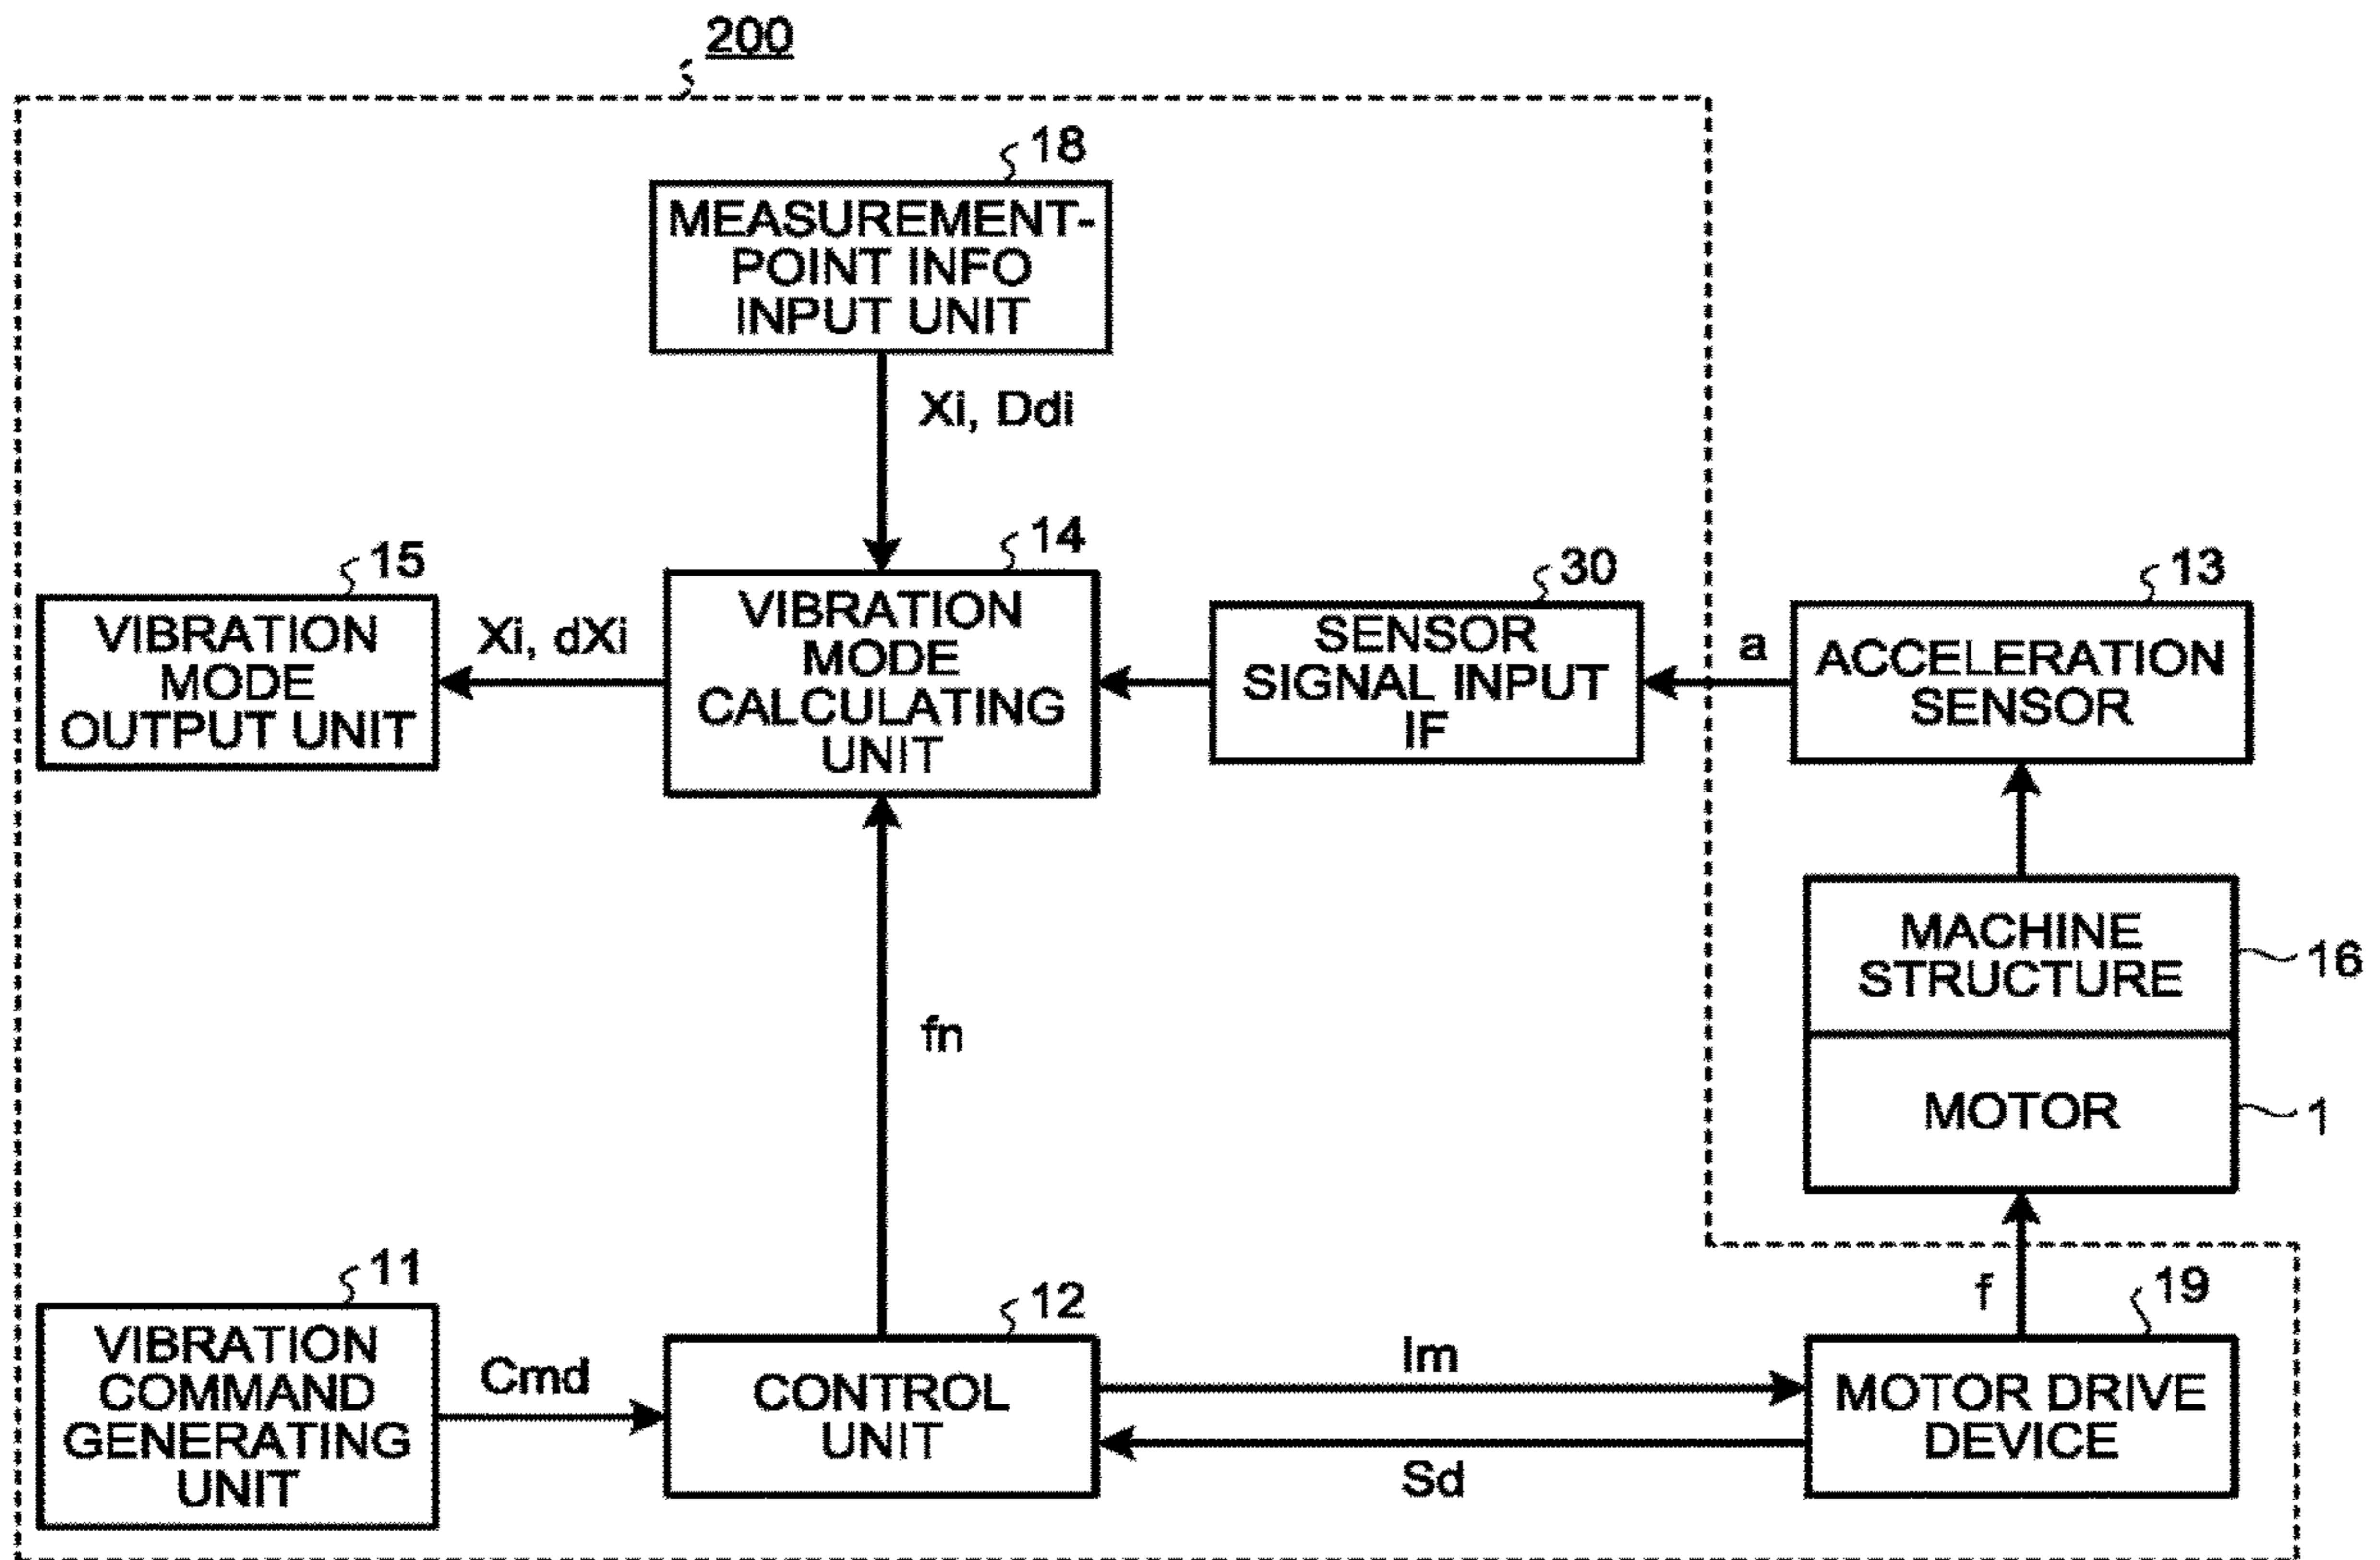 200
18
MEASUREMENT-
POINT INFO
INPUT UNIT
Xi, Ddi
15
VIBRATION
MODE
OUTPUT UNIT
Xi, dXi
14
VIBRATION
MODE
CALCULATING
UNIT
30
SENSOR
SIGNAL INPUT
IF
a
13
ACCELERATION
SENSOR
MACHINE
STRUCTURE
16
MOTOR
1
fn
f
11
VIBRATION
COMMAND
GENERATING
UNIT
Cmd
12
CONTROL
UNIT
Im
Sd
19
MOTOR DRIVE
DEVICE